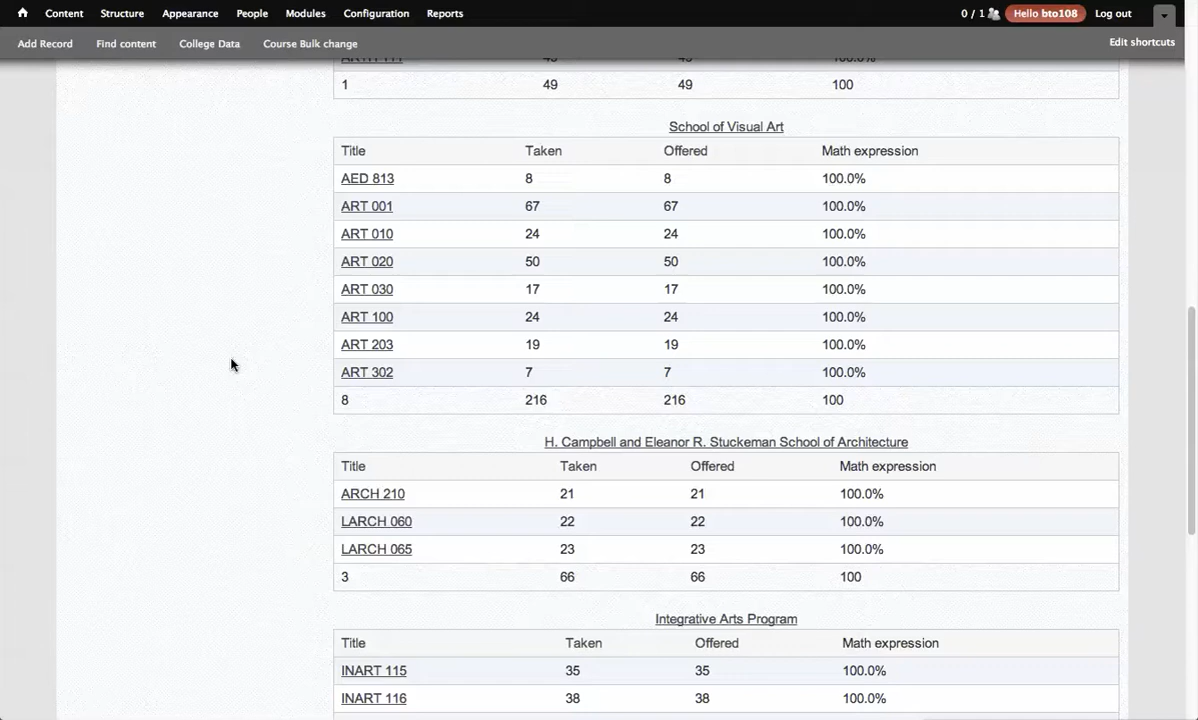 Content Structure Appearance People Modules Configuration Reports 0 / 1 Hello bto108 Log out
Add Record Find content College Data Course Bulk change Edit shortcuts
1 49 49 100
School of Visual Art
Title Taken Offered Math expression
AED 813 8 8 100.0%
ART 001 67 67 100.0%
ART 010 24 24 100.0%
ART 020 50 50 100.0%
ART 030 17 17 100.0%
ART 100 24 24 100.0%
ART 203 19 19 100.0%
ART 302 7 7 100.0%
8 216 216 100
H. Campbell and Eleanor R. Stuckeman School of Architecture
Title Taken Offered Math expression
ARCH 210 21 21 100.0%
LARCH 060 22 22 100.0%
LARCH 065 23 23 100.0%
3 66 66 100
Integrative Arts Program
Title Taken Offered Math expression
INART 115 35 35 100.0%
INART 116 38 38 100.0%